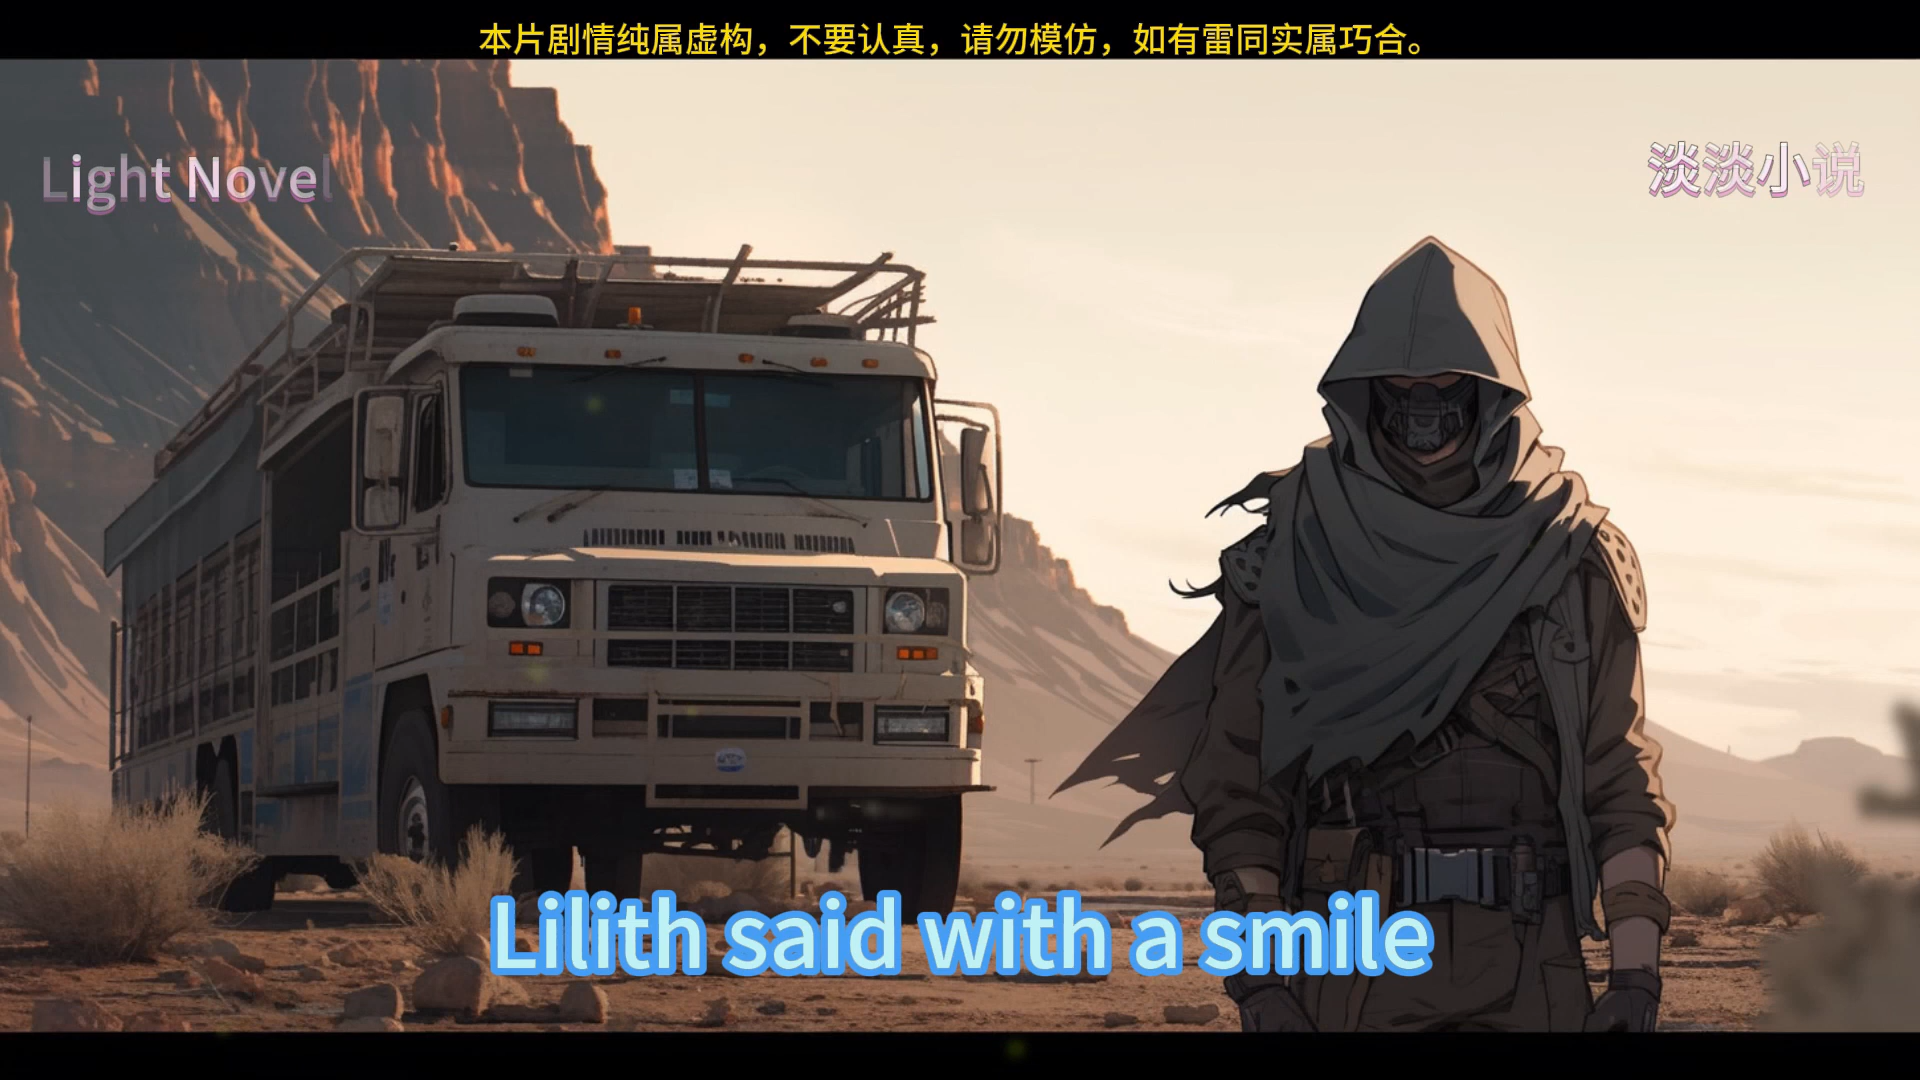 本片剧情纯属虚构，不要认真，请勿模仿，如有雷同实属巧合。
Light Novel
淡淡小说
Lilith said with a smile